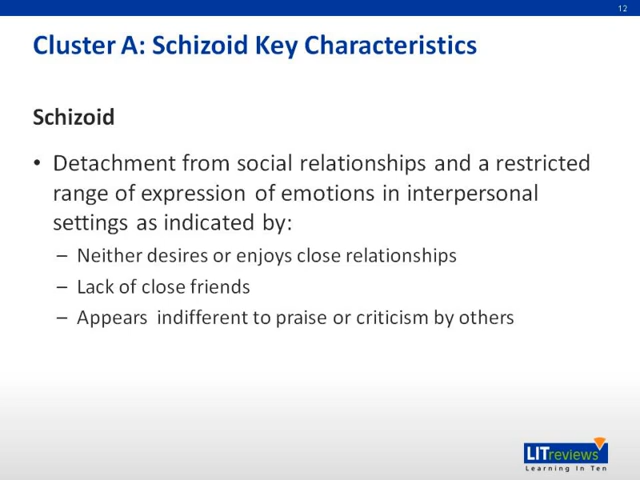 12
Cluster A: Schizoid Key Characteristics
Schizoid
• Detachment from social relationships and a restricted
range of expression of emotions in interpersonal
settings as indicated by:
– Neither desires or enjoys close relationships
– Lack of close friends
– Appears indifferent to praise or criticism by others
LITreviews
Learning In Ten